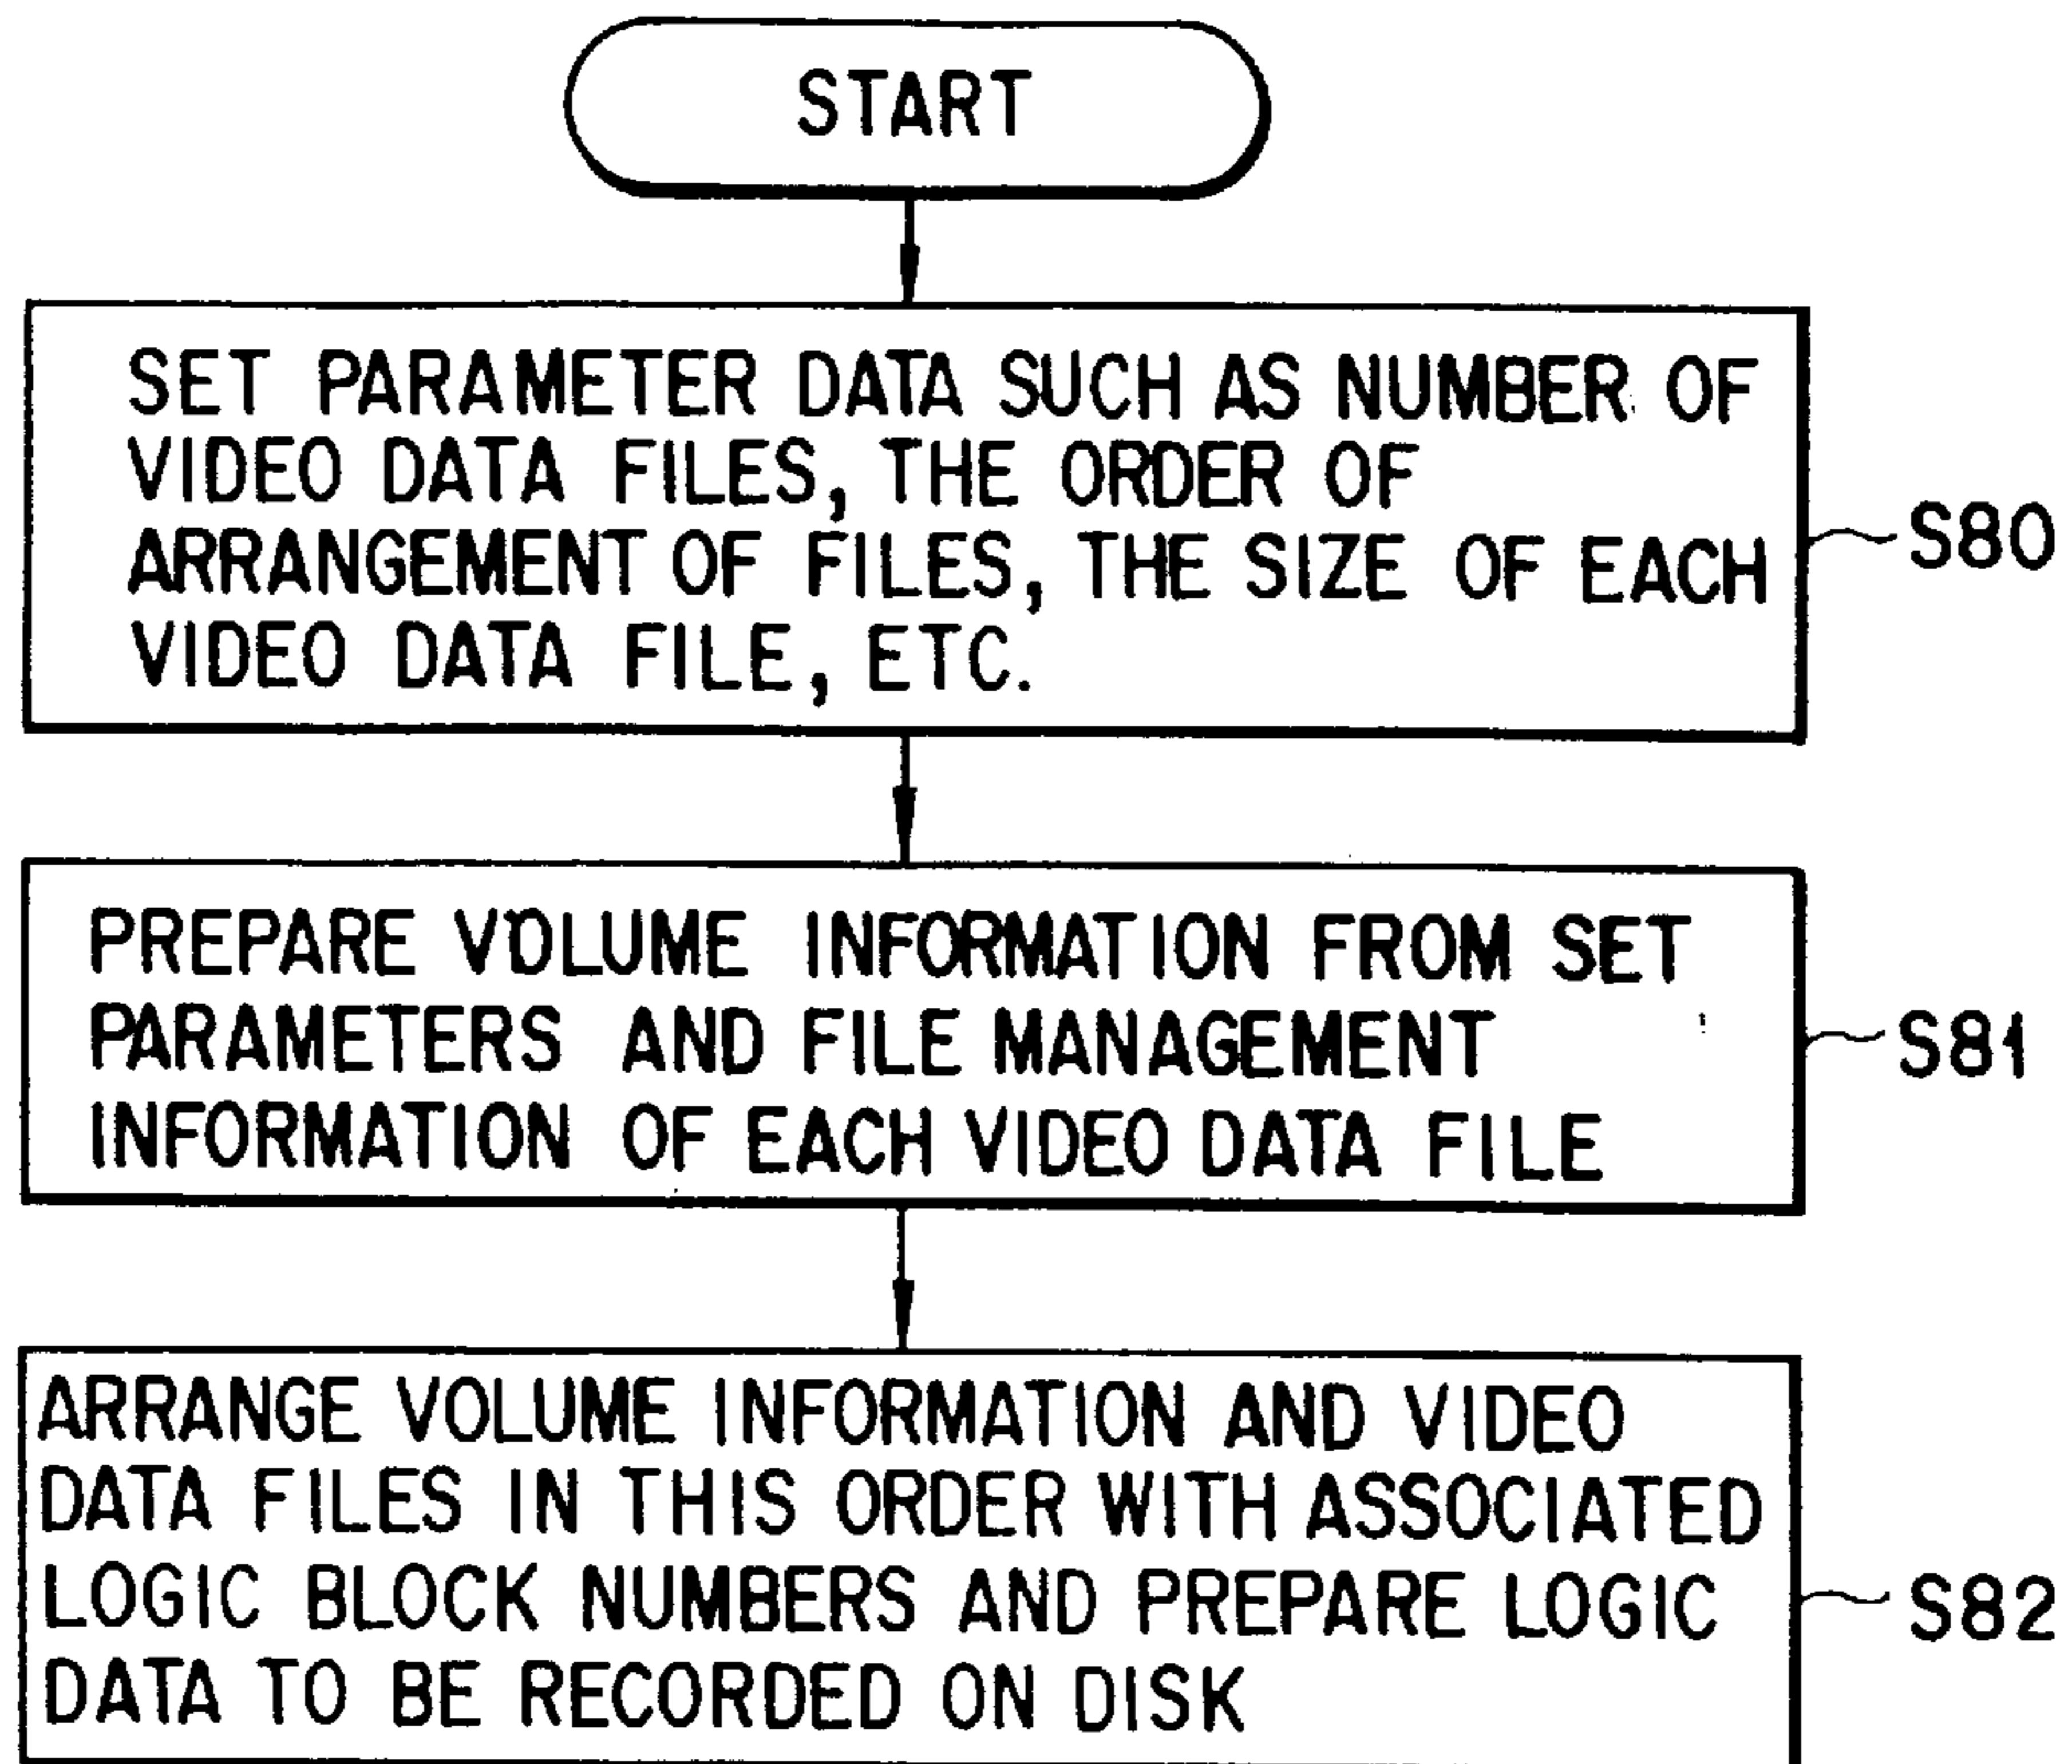 START
SET PARAMETER DATA SUCH AS NUMBER OF
VIDEO DATA FILES, THE ORDER OF
ARRANGEMENT OF FILES, THE SIZE OF EACH
VIDEO DATA FILE, ETC.
S80
PREPARE VOLUME INFORMATION FROM SET
PARAMETERS AND FILE MANAGEMENT
INFORMATION OF EACH VIDEO DATA FILE
S81
ARRANGE VOLUME INFORMATION AND VIDEO
DATA FILES IN THIS ORDER WITH ASSOCIATED
LOGIC BLOCK NUMBERS AND PREPARE LOGIC
DATA TO BE RECORDED ON DISK
S82